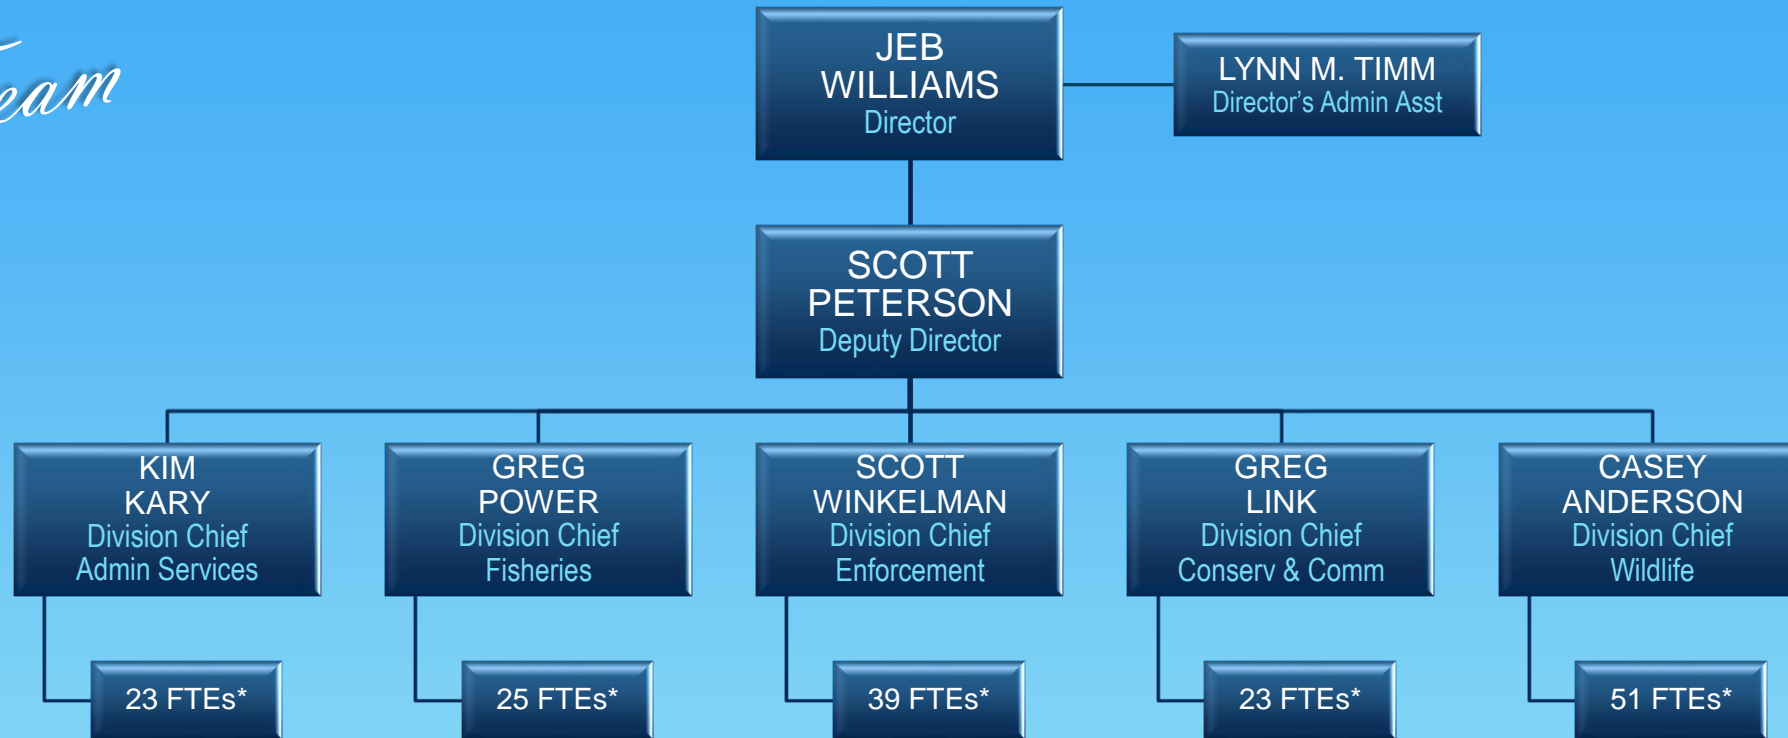 Team
JEB
WILLIAMS
Director
LYNN M. TIMM
Director's Admin Asst
SCOTT
PETERSON
Deputy Director
KIM
KARY
Division Chief
Admin Services
GREG
POWER
Division Chief
Fisheries
SCOTT
WINKELMAN
Division Chief
Enforcement
GREG
LINK
Division Chief
Conserv & Comm
CASEY
ANDERSON
Division Chief
Wildlife
23 FTEs*
25 FTEs*
39 FTEs*
23 FTEs*
51 FTEs*